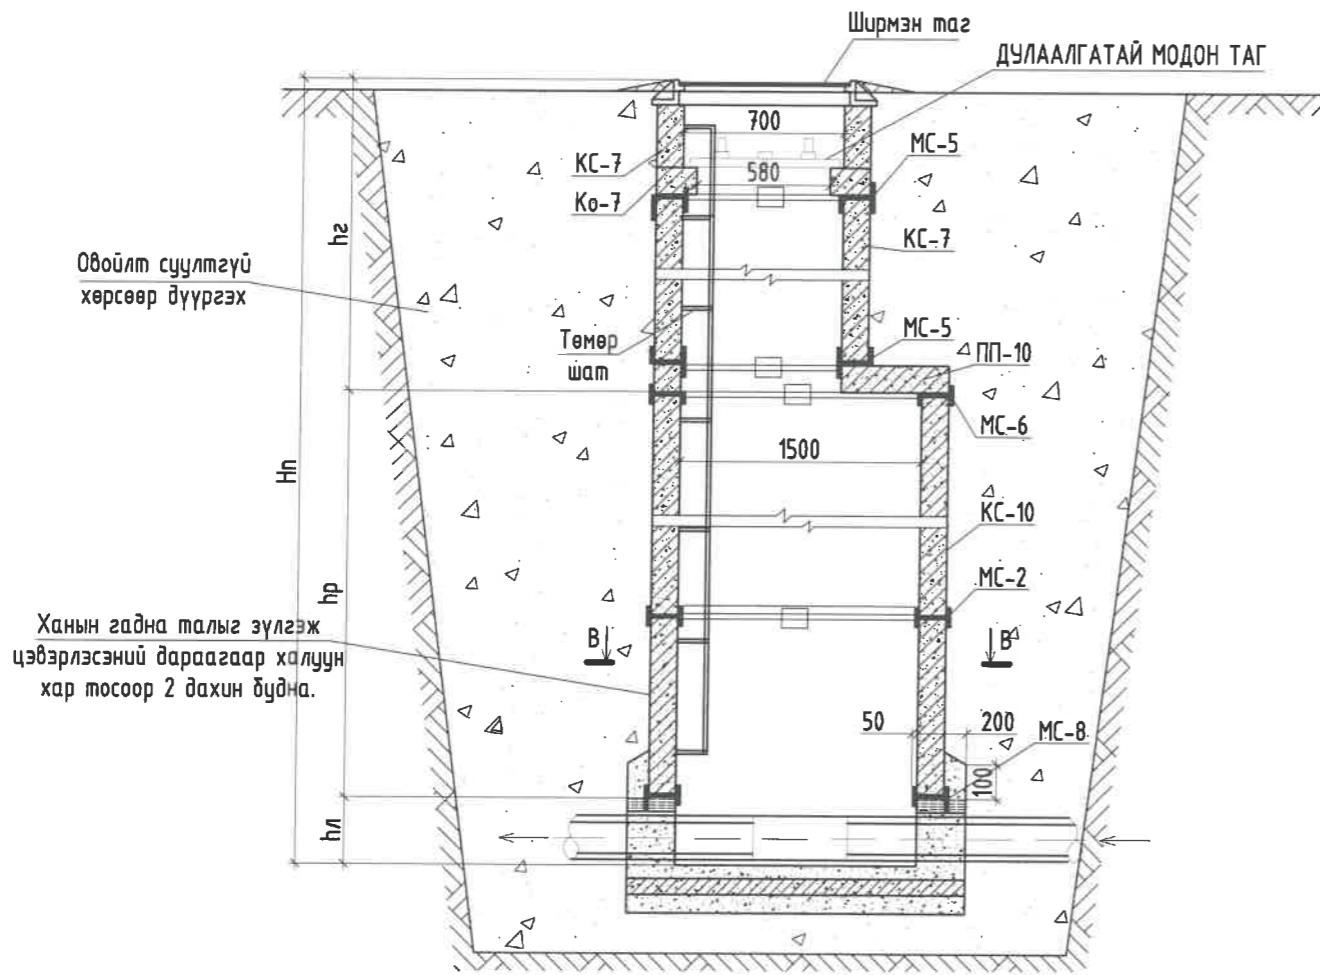 Ширмэн таг
ДУЛААЛГАТАЙ МОДОН ТАГ
700
МС-5
КС-7
580
Ко-7
КС-7
hг
Овойлт суултгүй
хөрсөөр дүүргэх
Төмөр
шат
МС-5
ПП-10
МС-6
1500
Нп
КС-10
МС-2
hр
Ханын гадна талыг зүлгэж
цэвэрлэсэний дараагаар халуун
хар тосоор 2 дахин будна.
В
В
50
200
МС-8
100
hл